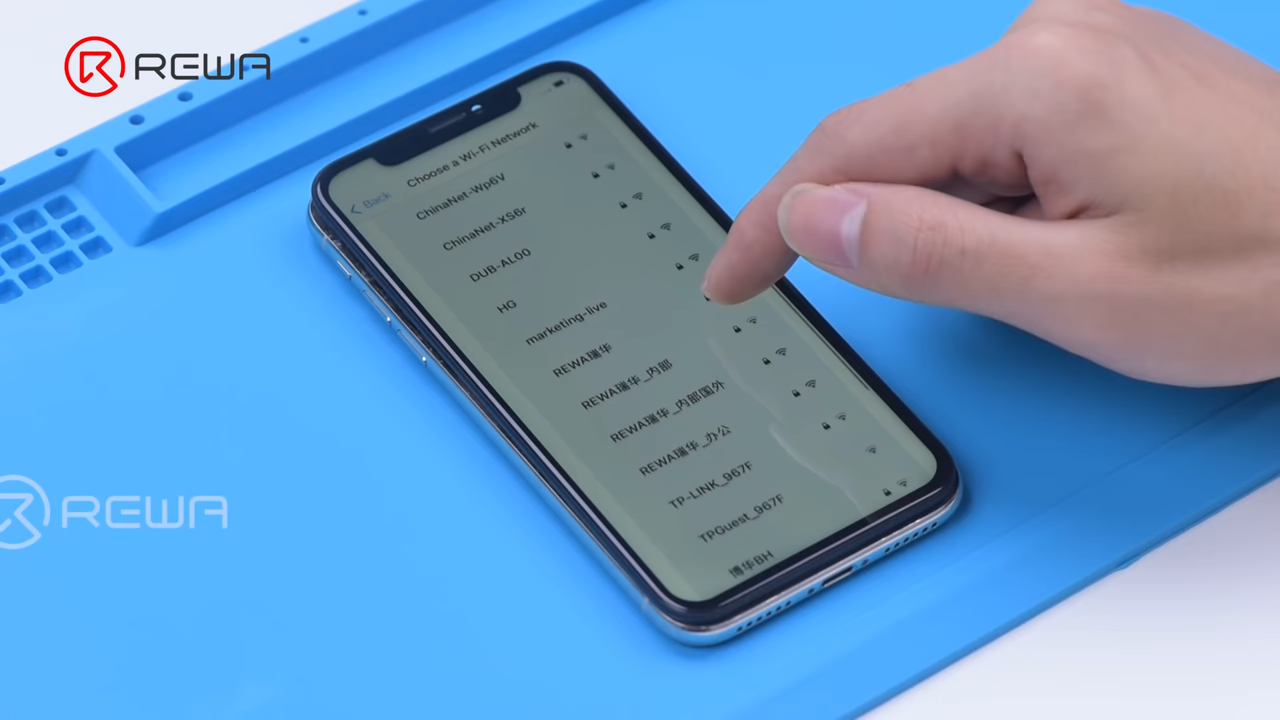 REWA
Choose a Wi-Fi Network
Back
ChinaNet-Wp6V
ChinaNet-XS6r
DUB-AL00
HG
marketing-live
REWA瑞华
REWA瑞华_内部
REWA瑞华_内部国外
REWA瑞华_办公
TP-LINK_967F
TPGuest_967F
博华BH
REWA